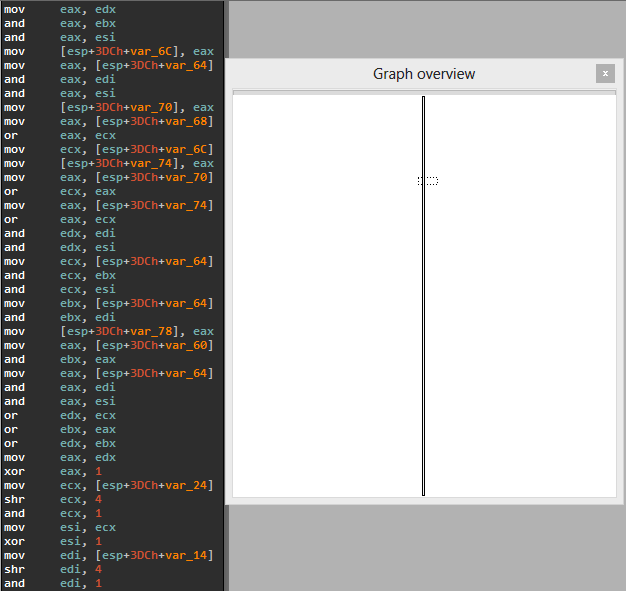 mov eax, edx
and eax, ebx
and eax, esi
mov [esp+3DCh+var_6C], eax
mov eax, [esp+3DCh+var_64]
and eax, edi
and eax, esi
mov [esp+3DCh+var_70], eax
mov eax, [esp+3DCh+var_68]
or eax, ecx
mov ecx, [esp+3DCh+var_6C]
mov [esp+3DCh+var_74], eax
mov eax, [esp+3DCh+var_70]
or ecx, eax
mov eax, [esp+3DCh+var_74]
or eax, ecx
and edx, edi
and edx, esi
mov ecx, [esp+3DCh+var_64]
and ecx, ebx
and ecx, esi
mov ebx, [esp+3DCh+var_64]
and ebx, edi
mov [esp+3DCh+var_78], eax
mov eax, [esp+3DCh+var_60]
and ebx, eax
mov eax, [esp+3DCh+var_64]
and eax, edi
and eax, esi
or edx, ecx
or ebx, eax
or edx, ebx
mov eax, edx
xor eax, 1
mov ecx, [esp+3DCh+var_24]
shr ecx, 4
and ecx, 1
mov esi, ecx
xor esi, 1
mov edi, [esp+3DCh+var_14]
shr edi, 4
and edi, 1
Graph overview
x